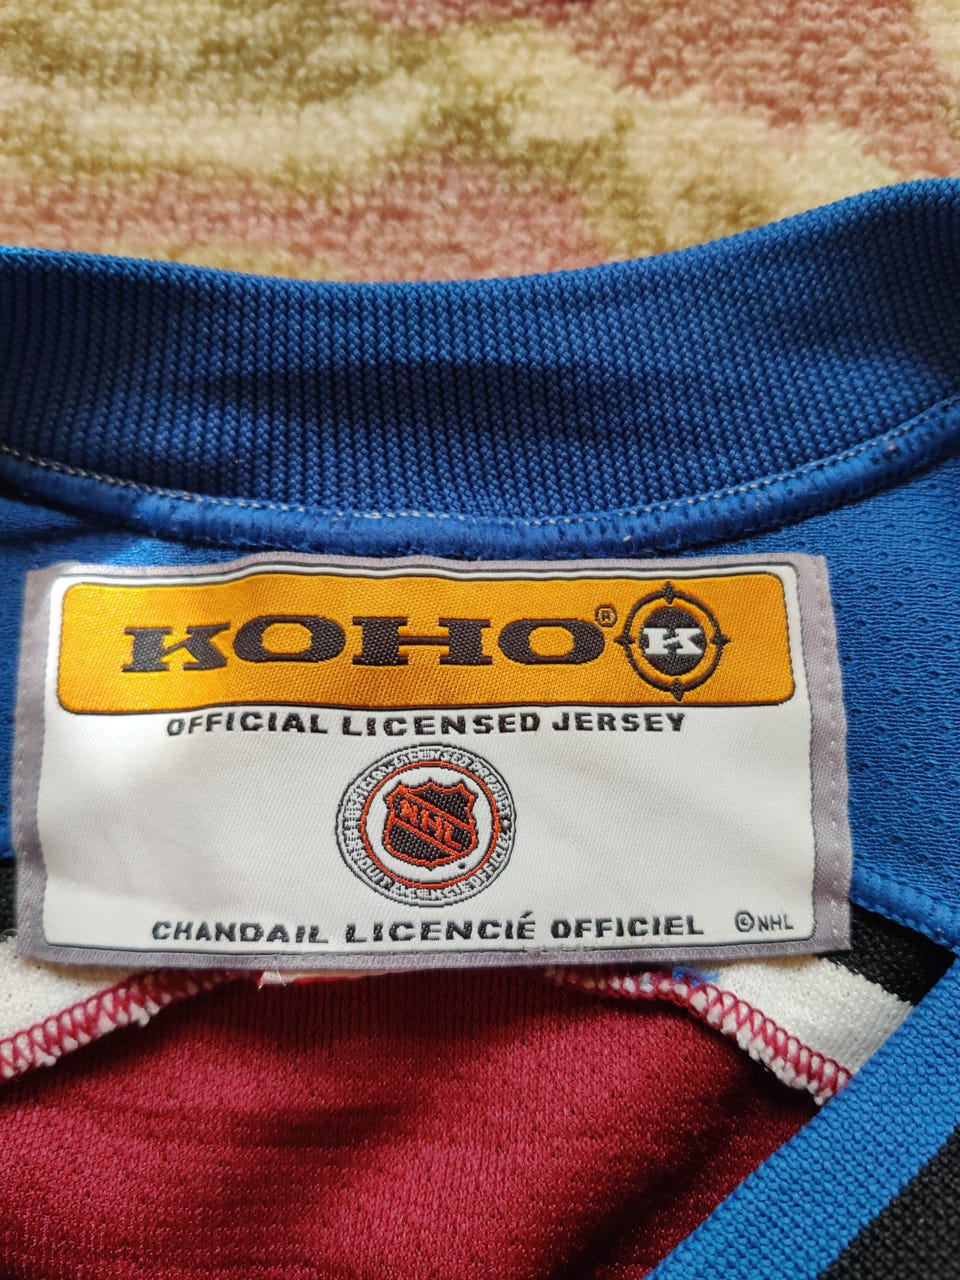 KOHO® K
OFFICIAL LICENSED JERSEY
NHL
CHANDAIL LICENCIÉ OFFICIEL ©NHL